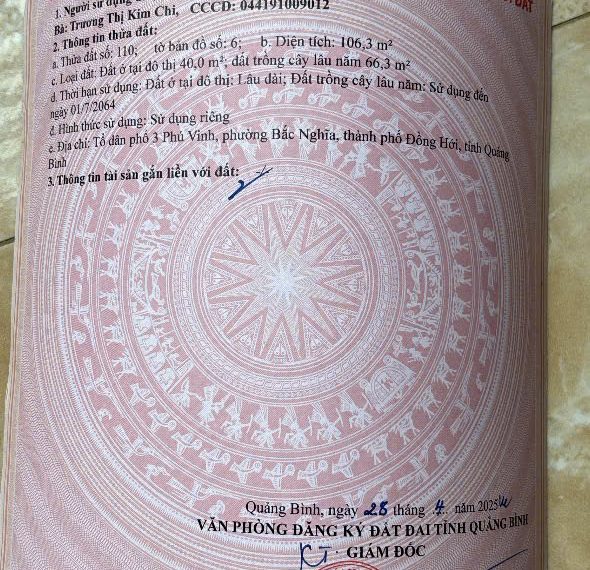 1. Người sử dụng
Bà: Trương Thị Kim Chi, CCCD: 044191009012
2. Thông tin thửa đất:
a. Thửa đất số: 110; tờ bản đồ số: 6; b. Diện tích: 106,3 m²
c. Loại đất: Đất ở tại đô thị 40,0 m²; đất trồng cây lâu năm 66,3 m²
d. Thời hạn sử dụng: Đất ở tại đô thị: Lâu dài; Đất trồng cây lâu năm: Sử dụng đến
ngày 01/7/2064
đ. Hình thức sử dụng: Sử dụng riêng
e. Địa chỉ: Tổ dân phố 3 Phú Vinh, phường Bắc Nghĩa, thành phố Đồng Hới, tỉnh Quảng
Bình
3. Thông tin tài sản gắn liền với đất:
Quảng Bình, ngày 28 tháng 4. năm 2025
VĂN PHÒNG ĐĂNG KÝ ĐẤT ĐAI TỈNH QUẢNG BÌNH
KT. GIÁM ĐỐC